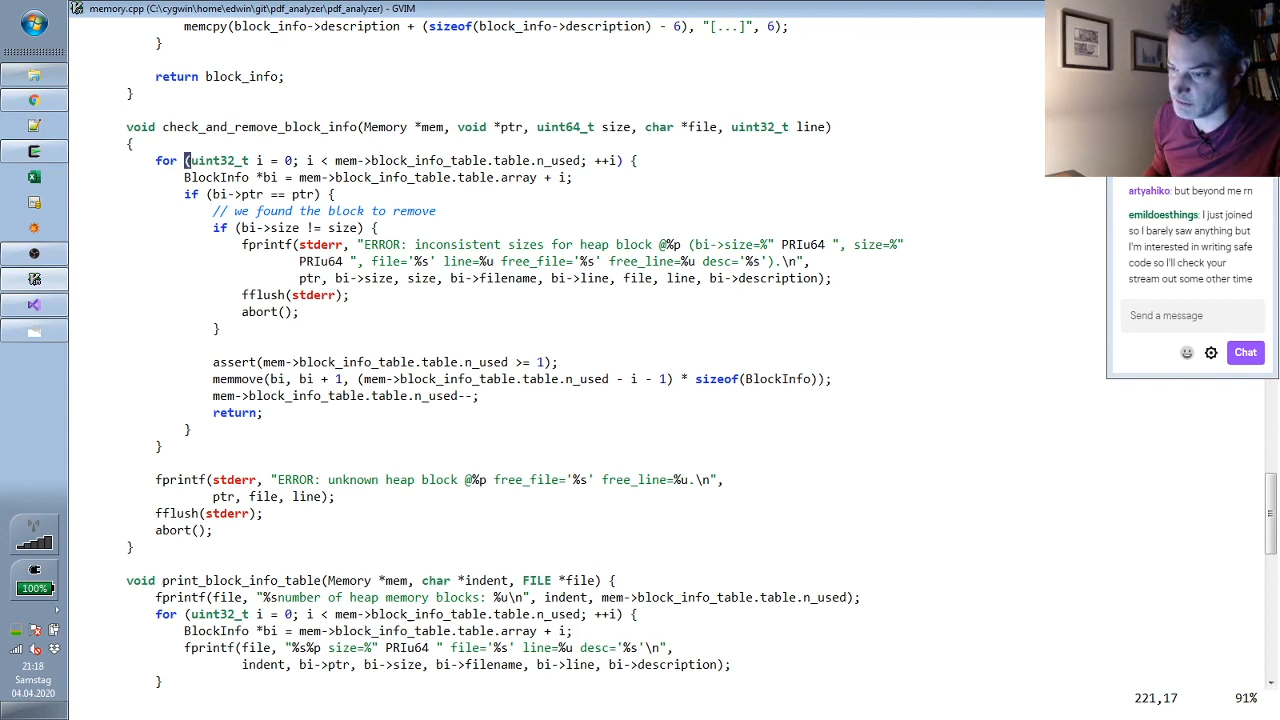 memory.cpp (C:\cygwin\home\edwin\git\pdf_analyzer\pdf_analyzer) - GVIM
memcpy(block_info->description + (sizeof(block_info->description) - 6), "[...]", 6);
}
return block_info;
}
void check_and_remove_block_info(Memory *mem, void *ptr, uint64_t size, char *file, uint32_t line)
{
for (uint32_t i = 0; i < mem->block_info_table.table.n_used; ++i) {
BlockInfo *bi = mem->block_info_table.table.array + i;
if (bi->ptr == ptr) {
// we found the block to remove
if (bi->size != size) {
fprintf(stderr, "ERROR: inconsistent sizes for heap block @%p (bi->size=%" PRIu64 ", size=%"
PRIu64 ", file='%s' line=%u free_file='%s' free_line=%u desc='%s').\n",
ptr, bi->size, size, bi->filename, bi->line, file, line, bi->description);
fflush(stderr);
abort();
}
assert(mem->block_info_table.table.n_used >= 1);
memmove(bi, bi + 1, (mem->block_info_table.table.n_used - i - 1) * sizeof(BlockInfo));
mem->block_info_table.table.n_used--;
return;
}
}
fprintf(stderr, "ERROR: unknown heap block @%p free_file='%s' free_line=%u.\n",
ptr, file, line);
fflush(stderr);
abort();
}
void print_block_info_table(Memory *mem, char *indent, FILE *file) {
fprintf(file, "%snumber of heap memory blocks: %u\n", indent, mem->block_info_table.table.n_used);
for (uint32_t i = 0; i < mem->block_info_table.table.n_used; ++i) {
BlockInfo *bi = mem->block_info_table.table.array + i;
fprintf(file, "%s%p size=%" PRIu64 " file='%s' line=%u desc='%s'\n",
indent, bi->ptr, bi->size, bi->filename, bi->line, bi->description);
}
221,17 91%
artyahiko: but beyond me rn
emildoesthings: I just joined
so I barely saw anything but
I'm interested in writing safe
code so I'll check your
stream out some other time
Send a message
Chat
100%
21:18
Samstag
04.04.2020